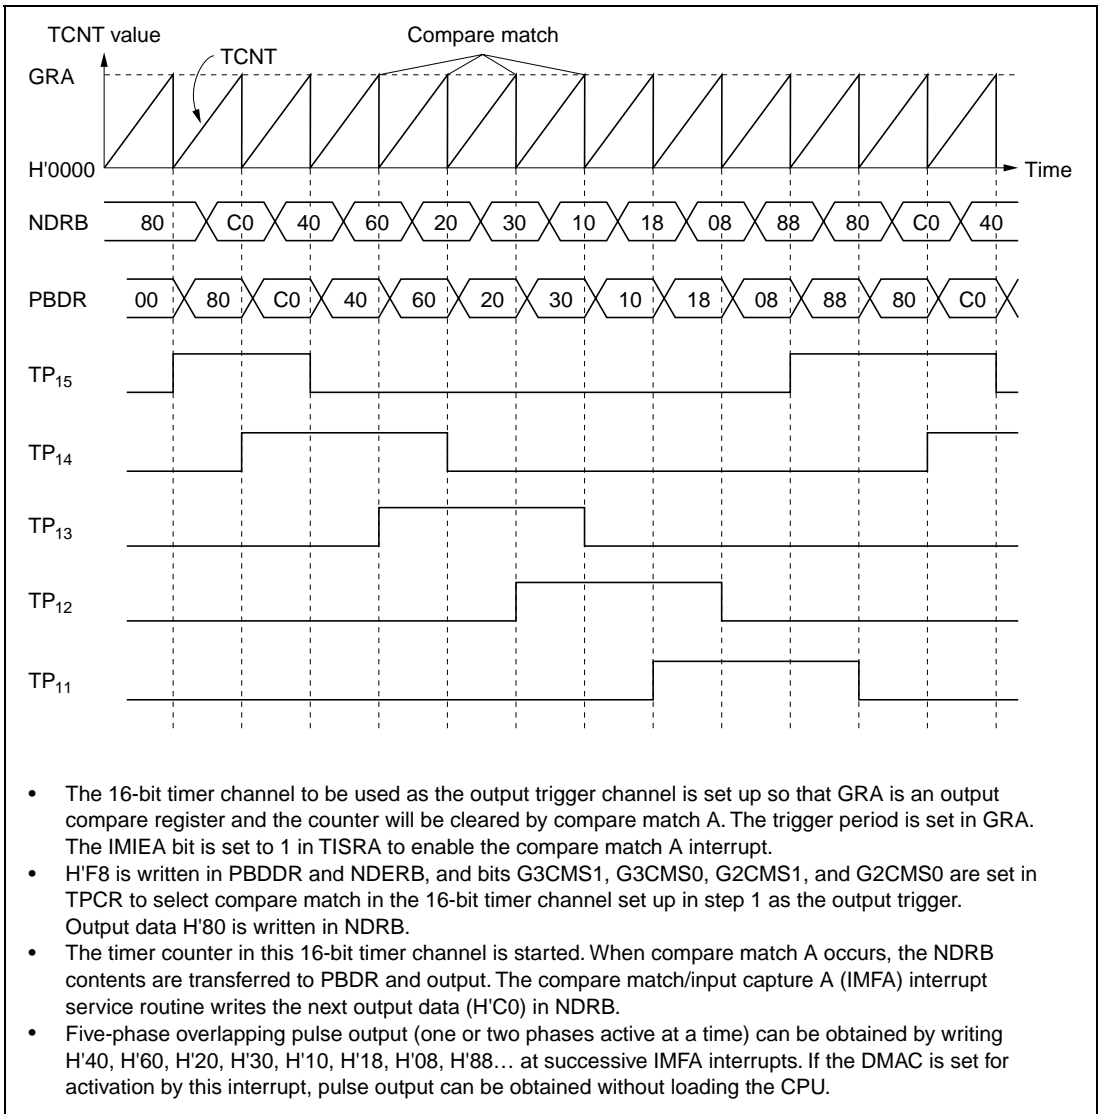 TCNT value
Compare match
TCNT
GRA
H'0000
Time
NDRB 80 C0 40 60 20 30 10 18 08 88 80 C0 40
PBDR 00 80 C0 40 60 20 30 10 18 08 88 80 C0
TP15
TP14
TP13
TP12
TP11
• The 16-bit timer channel to be used as the output trigger channel is set up so that GRA is an output
compare register and the counter will be cleared by compare match A. The trigger period is set in GRA.
The IMIEA bit is set to 1 in TISRA to enable the compare match A interrupt.
• H'F8 is written in PBDDR and NDERB, and bits G3CMS1, G3CMS0, G2CMS1, and G2CMS0 are set in
TPCR to select compare match in the 16-bit timer channel set up in step 1 as the output trigger.
Output data H'80 is written in NDRB.
• The timer counter in this 16-bit timer channel is started. When compare match A occurs, the NDRB
contents are transferred to PBDR and output. The compare match/input capture A (IMFA) interrupt
service routine writes the next output data (H'C0) in NDRB.
• Five-phase overlapping pulse output (one or two phases active at a time) can be obtained by writing
H'40, H'60, H'20, H'30, H'10, H'18, H'08, H'88… at successive IMFA interrupts. If the DMAC is set for
activation by this interrupt, pulse output can be obtained without loading the CPU.